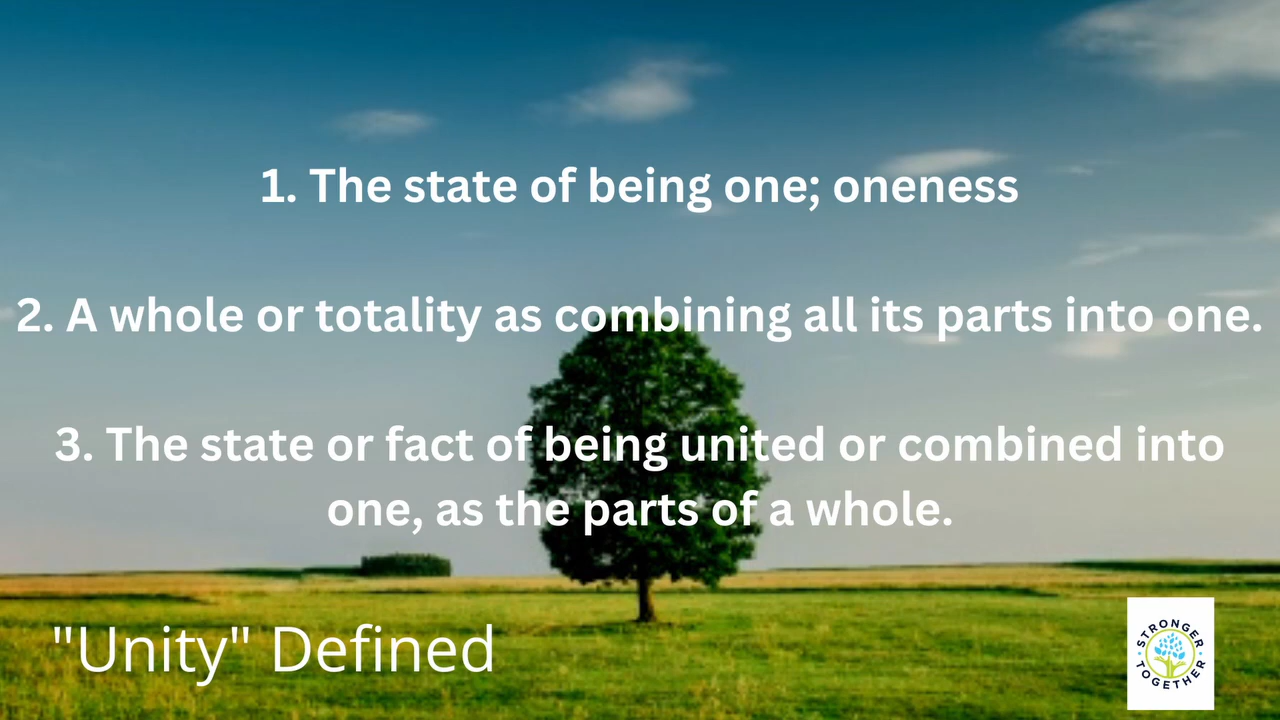 1. The state of being one; oneness
2. A whole or totality as combining all its parts into one.
3. The state or fact of being united or combined into
one, as the parts of a whole.
"Unity" Defined
STRONGER
TOGETHER